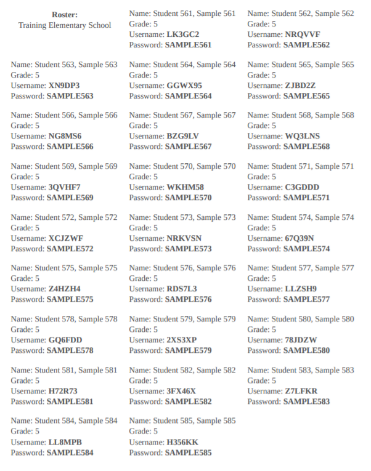 Roster:
Training Elementary School
Name: Student 561, Sample 561
Grade: 5
Username: LK3GC2
Password: SAMPLE561
Name: Student 562, Sample 562
Grade: 5
Username: NRQVVF
Password: SAMPLE562
Name: Student 563, Sample 563
Grade: 5
Username: XN9DP3
Password: SAMPLE563
Name: Student 564, Sample 564
Grade: 5
Username: GGWX95
Password: SAMPLE564
Name: Student 565, Sample 565
Grade: 5
Username: ZJBD2Z
Password: SAMPLE565
Name: Student 566, Sample 566
Grade: 5
Username: NG8MS6
Password: SAMPLE566
Name: Student 567, Sample 567
Grade: 5
Username: BZG9LV
Password: SAMPLE567
Name: Student 568, Sample 568
Grade: 5
Username: WQ3LNS
Password: SAMPLE568
Name: Student 569, Sample 569
Grade: 5
Username: 3QVHF7
Password: SAMPLE569
Name: Student 570, Sample 570
Grade: 5
Username: WKHM58
Password: SAMPLE570
Name: Student 571, Sample 571
Grade: 5
Username: C3GDDD
Password: SAMPLE571
Name: Student 572, Sample 572
Grade: 5
Username: XCJZWF
Password: SAMPLE572
Name: Student 573, Sample 573
Grade: 5
Username: NRKVSN
Password: SAMPLE573
Name: Student 574, Sample 574
Grade: 5
Username: 67Q39N
Password: SAMPLE574
Name: Student 575, Sample 575
Grade: 5
Username: Z4HZH4
Password: SAMPLE575
Name: Student 576, Sample 576
Grade: 5
Username: RDS7L3
Password: SAMPLE576
Name: Student 577, Sample 577
Grade: 5
Username: LLZSH9
Password: SAMPLE577
Name: Student 578, Sample 578
Grade: 5
Username: GQ6FDD
Password: SAMPLE578
Name: Student 579, Sample 579
Grade: 5
Username: 2XS3XP
Password: SAMPLE579
Name: Student 580, Sample 580
Grade: 5
Username: 78JDZW
Password: SAMPLE580
Name: Student 581, Sample 581
Grade: 5
Username: H72R73
Password: SAMPLE581
Name: Student 582, Sample 582
Grade: 5
Username: 3FX46X
Password: SAMPLE582
Name: Student 583, Sample 583
Grade: 5
Username: Z7LFKR
Password: SAMPLE583
Name: Student 584, Sample 584
Grade: 5
Username: LL8MPB
Password: SAMPLE584
Name: Student 585, Sample 585
Grade: 5
Username: H356KK
Password: SAMPLE585